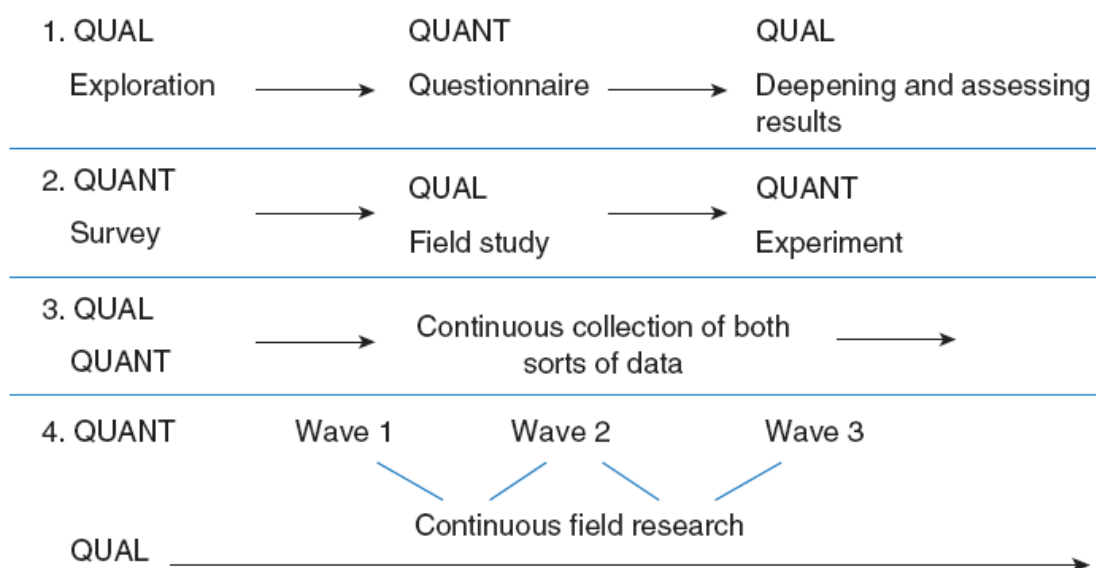 1. QUAL QUANT QUAL
Exploration Questionnaire Deepening and assessing
results
2. QUANT QUAL QUANT
Survey Field study Experiment
3. QUAL
QUANT
Continuous collection of both
sorts of data
4. QUANT Wave 1 Wave 2 Wave 3
Continuous field research
QUAL